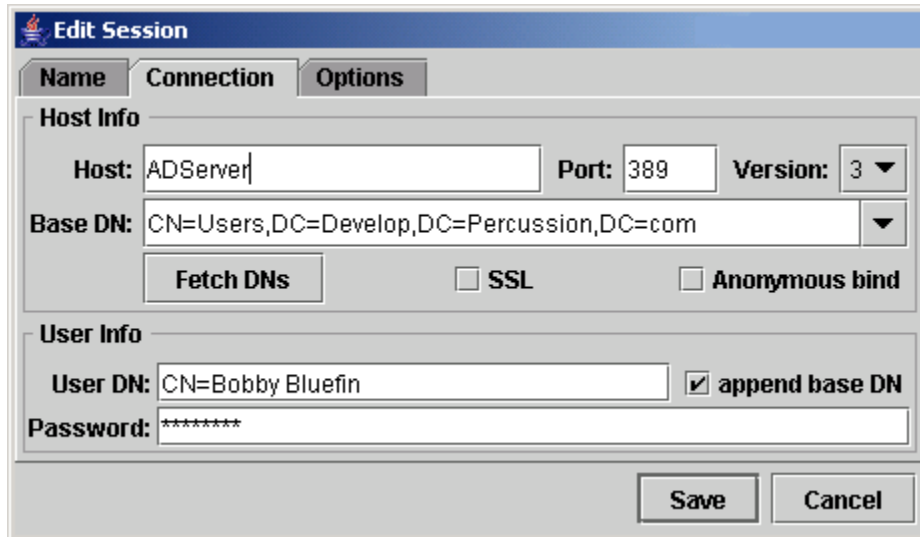 Edit Session
Name Connection Options
Host Info
Host: ADServer Port: 389 Version: 3
Base DN: CN=Users,DC=Develop,DC=Percussion,DC=com
Fetch DNs SSL Anonymous bind
User Info
User DN: CN=Bobby Bluefin append base DN
Password: ********
Save Cancel